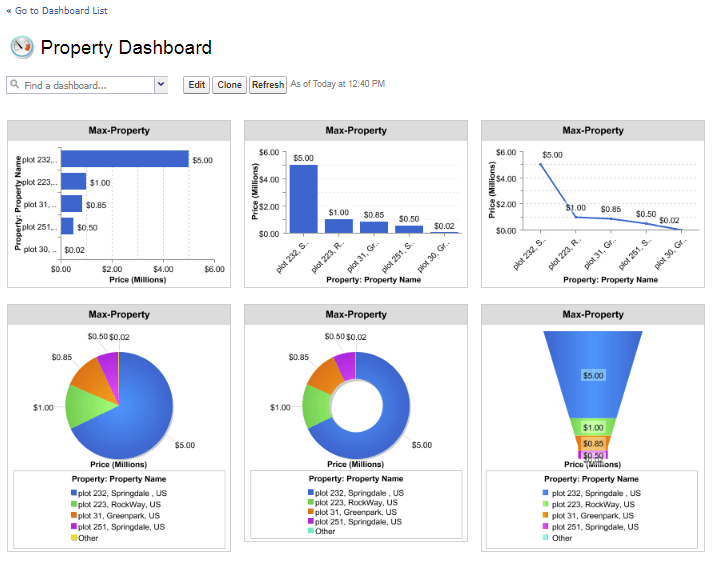 « Go to Dashboard List
Property Dashboard
Find a dashboard...
Edit Clone Refresh As of Today at 12:40 PM
Max-Property
Property: Property Name
plot 232,..
$5.00
plot 223,..
$1.00
plot 31, ..
$0.85
plot 251,..
$0.50
plot 30, ..
$0.02
$0.00 $2.00 $4.00 $6.00
Price (Millions)
Max-Property
Price (Millions)
$6.00
$4.00
$2.00
$0.00
$5.00
$1.00
$0.85
$0.50
$0.02
plot 232, S..
plot 223, R..
plot 31, Gr..
plot 251, S..
plot 30, Gr..
Property: Property Name
Max-Property
Price (Millions)
$6.00
$4.00
$2.00
$0.00
$5.00
$1.00
$0.85
$0.50
$0.02
plot 232, S..
plot 223, R..
plot 31, Gr..
plot 251, S..
plot 30, Gr..
Property: Property Name
Max-Property
$0.50 $0.02
$0.85
$1.00
$5.00
Price (Millions)
Property: Property Name
plot 232, Springdale , US
plot 223, RockWay, US
plot 31, Greenpark, US
plot 251, Springdale, US
Other
Max-Property
$0.50 $0.02
$0.85
$1.00
$5.00
Price (Millions)
Property: Property Name
plot 232, Springdale , US
plot 223, RockWay, US
plot 31, Greenpark, US
plot 251, Springdale, US
Other
Max-Property
$5.00
$1.00
$0.85
$0.50
Price (Millions)
Property: Property Name
plot 232, Springdale , US
plot 223, RockWay, US
plot 31, Greenpark, US
plot 251, Springdale, US
Other